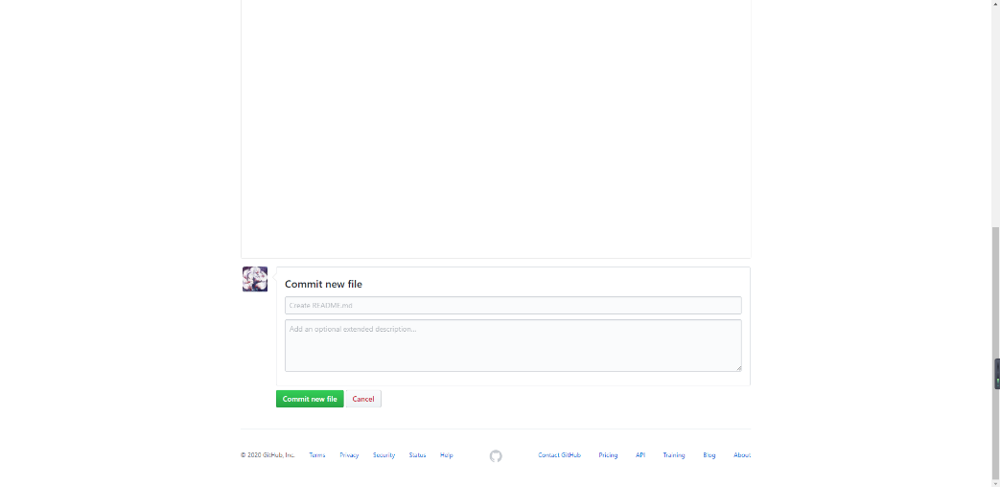 Commit new file
Create README.md
Add an optional extended description...
Commit new file Cancel
© 2020 GitHub, Inc. Terms Privacy Security Status Help Contact GitHub Pricing API Training Blog About